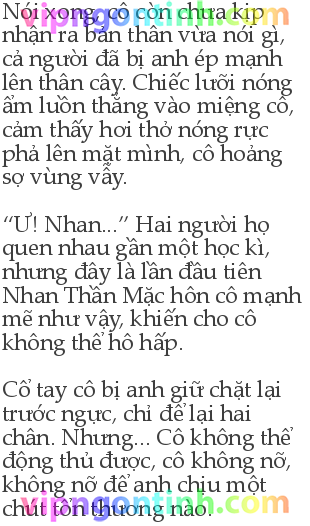 Nói xong, cô còn chưa kịp
nhận ra bản thân vừa nói gì,
cả người đã bị anh ép mạnh
lên thân cây. Chiếc lưỡi nóng
ẩm luồn thẳng vào miệng cô,
cảm thấy hơi thở nóng rực
phả lên mặt mình, cô hoảng
sợ vùng vẫy.
“Ư! Nhan...” Hai người họ
quen nhau gần một học kì,
nhưng đây là lần đầu tiên
Nhan Thần Mặc hôn cô mạnh
mẽ như vậy, khiến cho cô
không thể hô hấp.
Cổ tay cô bị anh giữ chặt lại
trước ngực, chỉ để lại hai
chân. Nhưng... Cô không thể
động thủ được, cô không nỡ,
không nỡ để anh chịu một
chút tổn thương nào.
vipngontinh.com
vipngontinh.com